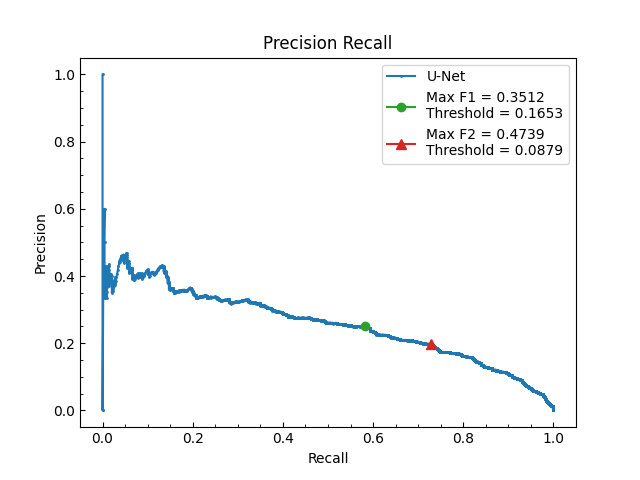 Precision Recall
U-Net
Max F1 = 0.3512
Threshold = 0.1653
Max F2 = 0.4739
Threshold = 0.0879
Precision
1.0
0.8
0.6
0.4
0.2
0.0
0.0 0.2 0.4 0.6 0.8 1.0
Recall